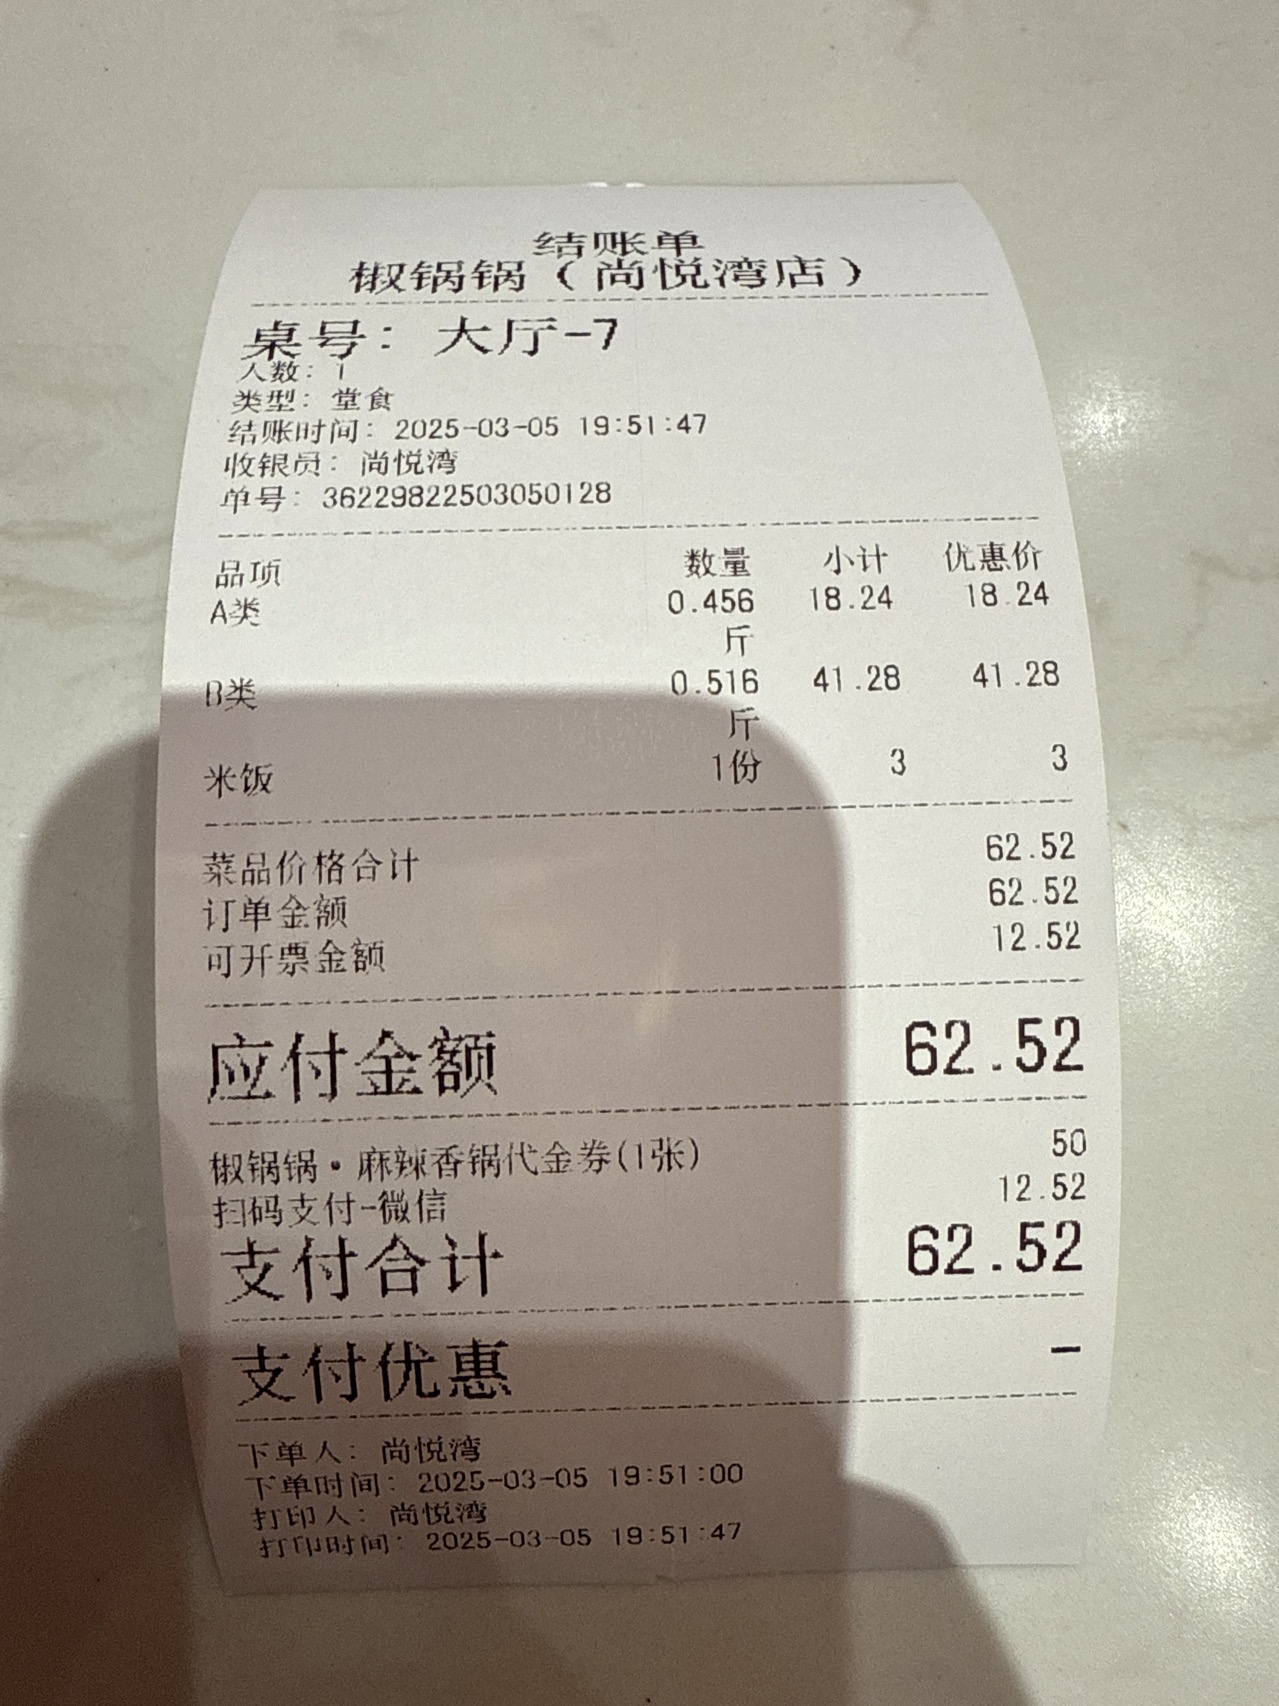 结账单
椒锅锅（尚悦湾店）
桌号：大厅-7
人数：1
类型：堂食
结账时间：2025-03-05 19:51:47
收银员：尚悦湾
单号：36229822503050128
品项 数量 小计 优惠价
A类 0.456 18.24 18.24
斤
B类 0.516 41.28 41.28
斤
米饭 1份 3 3
菜品价格合计 62.52
订单金额 62.52
可开票金额 12.52
应付金额 62.52
椒锅锅·麻辣香锅代金券(1张) 50
扫码支付-微信 12.52
支付合计 62.52
支付优惠 -
下单人：尚悦湾
下单时间：2025-03-05 19:51:00
打印人：尚悦湾
打印时间：2025-03-05 19:51:47